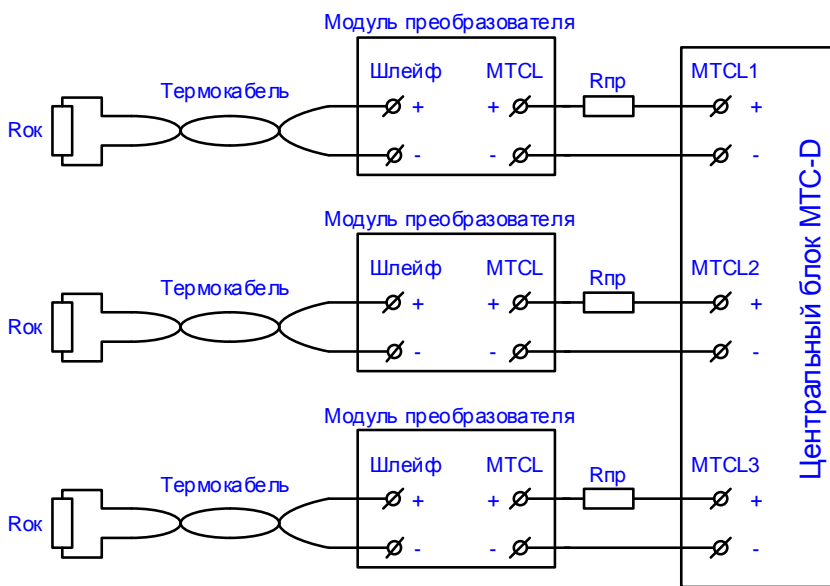 Модуль преобразователя
Шлейф MTCL
MTCL1
Термокабель
Rпр
+ + +
Rок
- - -
Модуль преобразователя
Шлейф MTCL
MTCL2
Термокабель
Rпр
+ + +
Rок
- - -
Модуль преобразователя
Шлейф MTCL
MTCL3
Термокабель
Rпр
+ + +
Rок
- - -
Центральный блок МТС-D